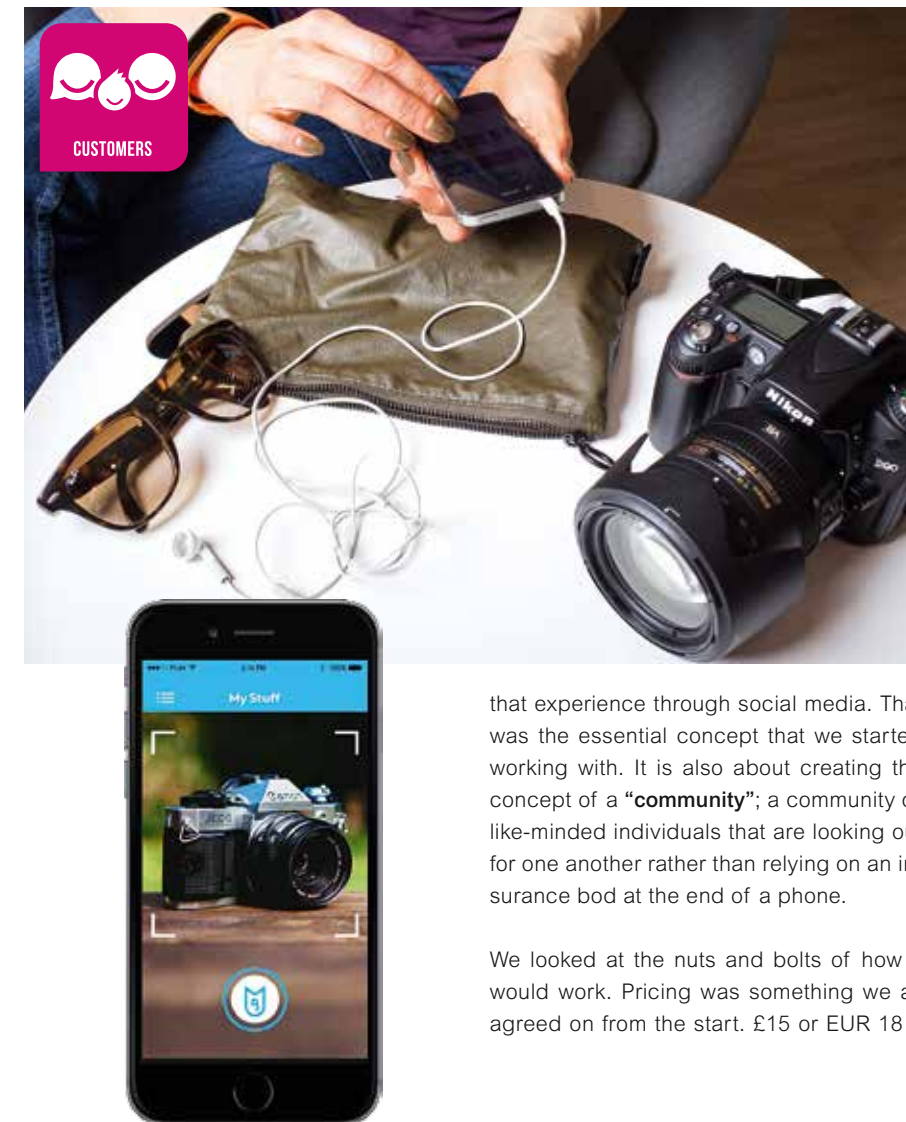 CUSTOMERS
Nikon
D90
My Stuff
Canon
that experience through social media. Tha
was the essential concept that we starte
working with. It is also about creating th
concept of a “community”; a community o
like-minded individuals that are looking ou
for one another rather than relying on an in
surance bod at the end of a phone.
We looked at the nuts and bolts of how
would work. Pricing was something we a
agreed on from the start. £15 or EUR 18